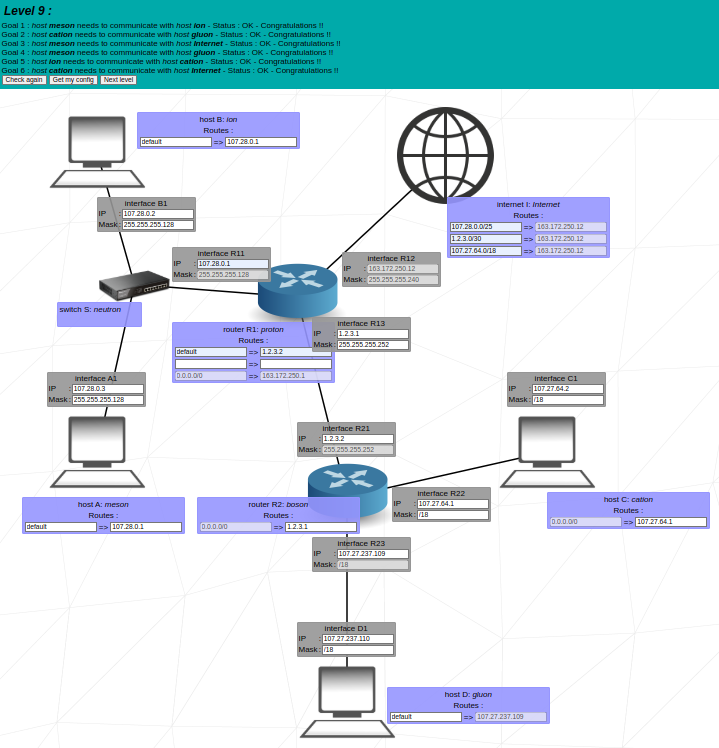 Level 9 :
Goal 1 : host meson needs to communicate with host ion - Status : OK - Congratulations !!
Goal 2 : host cation needs to communicate with host gluon - Status : OK - Congratulations !!
Goal 3 : host meson needs to communicate with host Internet - Status : OK - Congratulations !!
Goal 4 : host meson needs to communicate with host gluon - Status : OK - Congratulations !!
Goal 5 : host ion needs to communicate with host cation - Status : OK - Congratulations !!
Goal 6 : host cation needs to communicate with host Internet - Status : OK - Congratulations !!
Check again Get my config Next level
host B: ion
Routes :
default => 107.28.0.1
interface B1
IP : 107.28.0.2
Mask : 255.255.255.128
internet I: Internet
Routes :
107.28.0.0/25 => 163.172.250.12
1.2.3.0/30 => 163.172.250.12
107.27.64.0/18 => 163.172.250.12
interface R11
IP : 107.28.0.1
Mask : 255.255.255.128
interface R12
IP : 163.172.250.12
Mask : 255.255.255.240
switch S: neutron
router R1: proton
Routes :
default => 1.2.3.2
=>
0.0.0.0/0 => 163.172.250.1
interface R13
IP : 1.2.3.1
Mask : 255.255.255.252
interface A1
IP : 107.28.0.3
Mask : 255.255.255.128
interface C1
IP : 107.27.64.2
Mask : /18
interface R21
IP : 1.2.3.2
Mask : 255.255.255.252
host A: meson
Routes :
default => 107.28.0.1
router R2: boson
Routes :
0.0.0.0/0 => 1.2.3.1
interface R22
IP : 107.27.64.1
Mask : /18
host C: cation
Routes :
0.0.0.0/0 => 107.27.64.1
interface R23
IP : 107.27.237.109
Mask : /18
interface D1
IP : 107.27.237.110
Mask : /18
host D: gluon
Routes :
default => 107.27.237.109